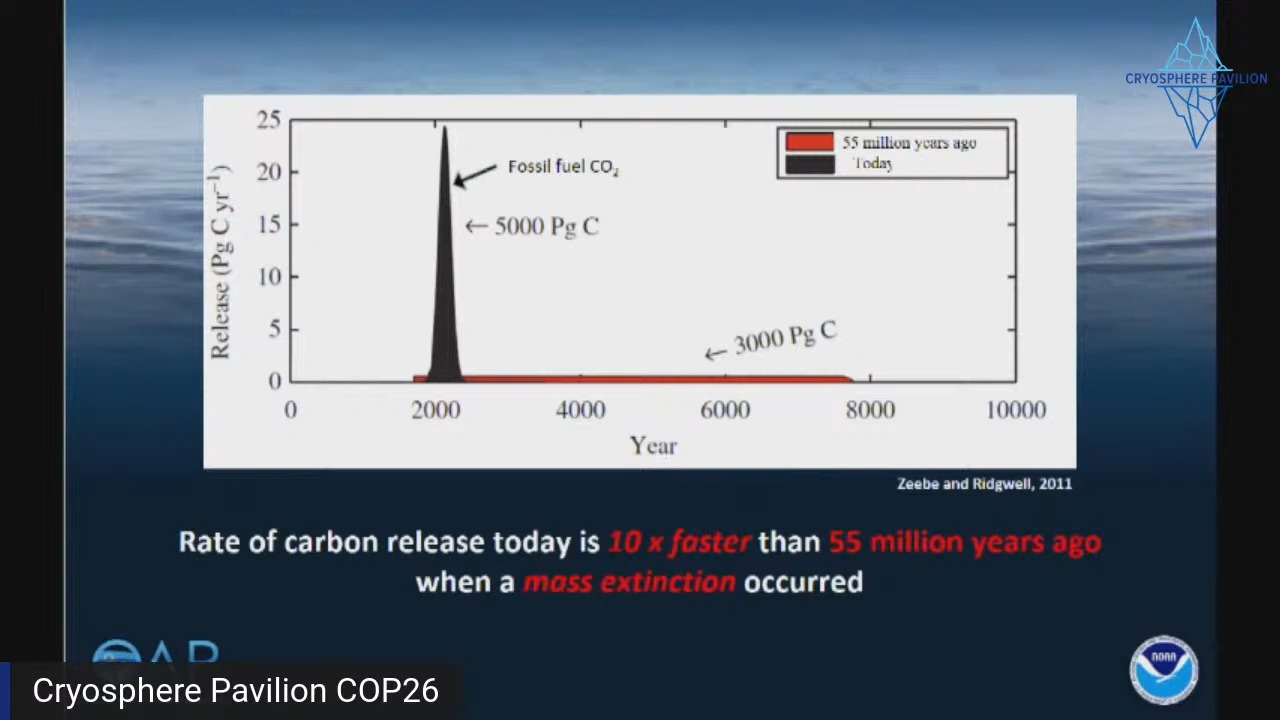 CRYOSPHERE PAVILION
25
20
15
10
5
0
Release (Pg C yr⁻¹)
55 million years ago
Today
Fossil fuel CO₂
← 5000 Pg C
← 3000 Pg C
0 2000 4000 6000 8000 10000
Year
Zeebe and Ridgwell, 2011
Rate of carbon release today is 10 x faster than 55 million years ago
when a mass extinction occurred
NOAA
Cryosphere Pavilion COP26